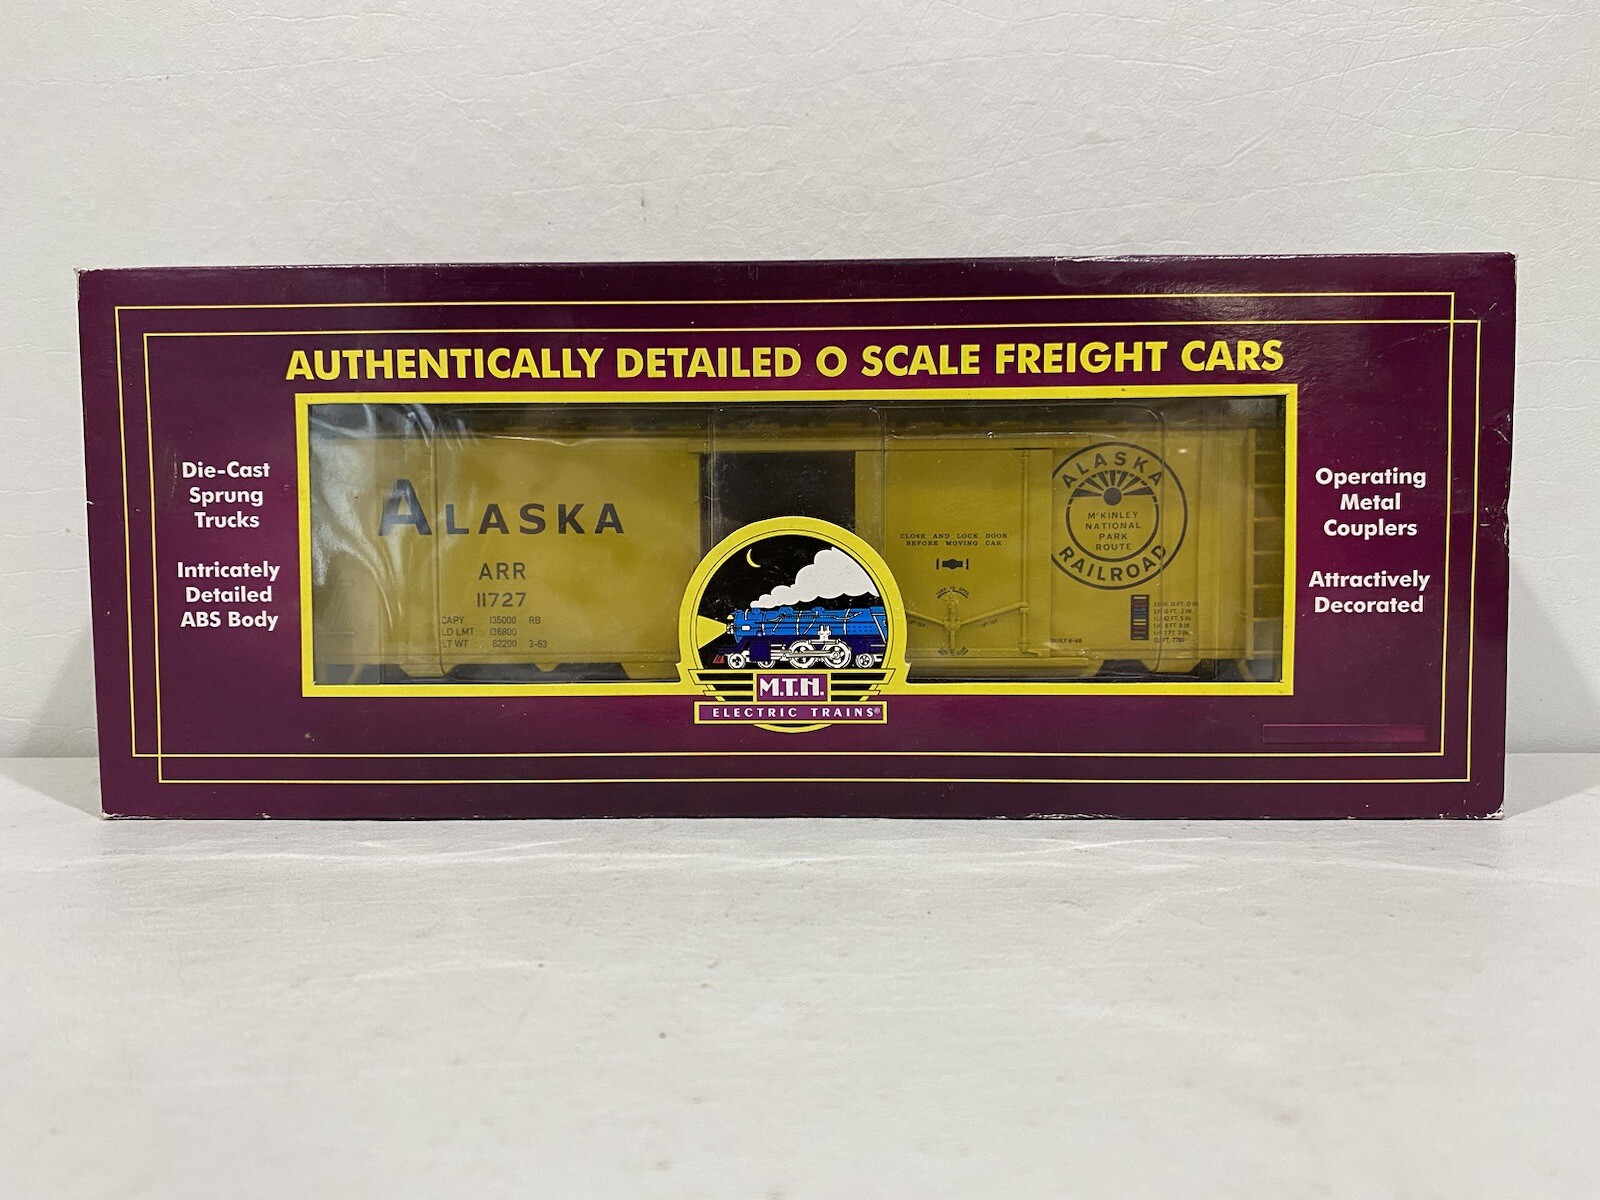 AUTHENTICALLY DETAILED O SCALE FREIGHT CARS
Die-Cast
Sprung
Trucks
Intricately
Detailed
ABS Body
ALASKA
ARR
11727
CAPY 135000 RB
LD LMT 136800
LT WT 82200 3-63
CLOSE AND LOCK DOOR
BEFORE MOVING CAR
ALASKA
McKINLEY
NATIONAL
PARK
ROUTE
RAILROAD
M.T.H.
ELECTRIC TRAINS®
Operating
Metal
Couplers
Attractively
Decorated